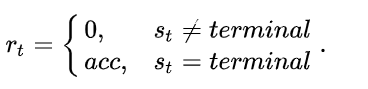 r_t = { 0, s_t ≠ terminal
acc, s_t = terminal .